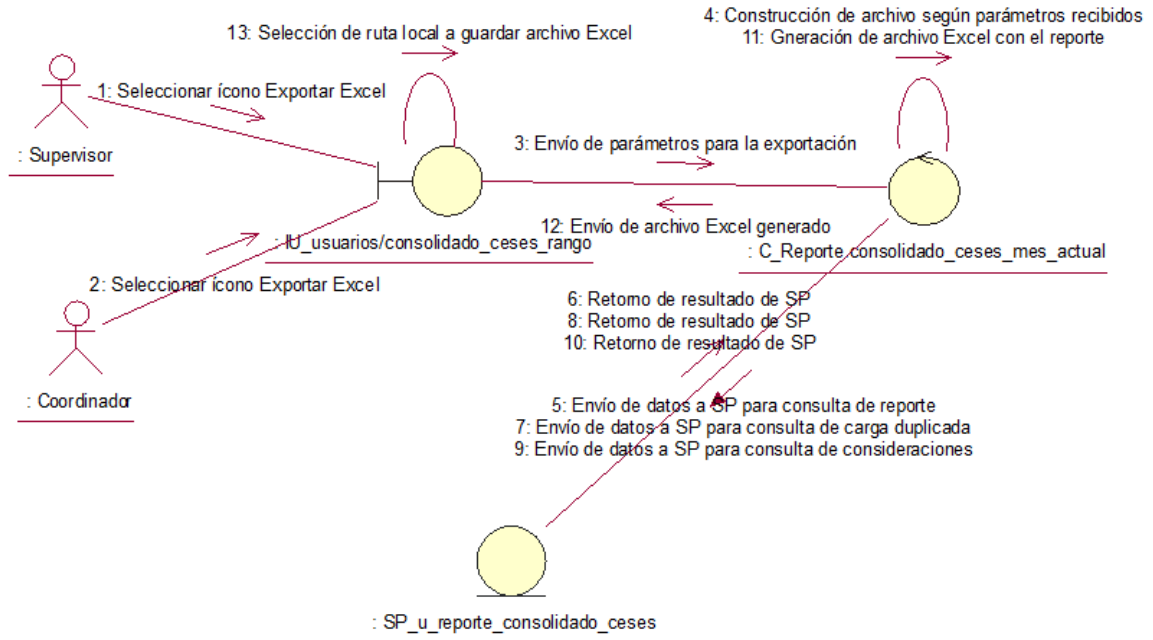 4: Construcción de archivo según parámetros recibidos
13: Selección de ruta local a guardar archivo Excel
11: Gneración de archivo Excel con el reporte
1: Seleccionar ícono Exportar Excel
3: Envío de parámetros para la exportación
: Supervisor
12: Envío de archivo Excel generado
: IU_usuarios/consolidado_ceses_rango
: C_Reporte.consolidado_ceses_mes_actual
2: Seleccionar ícono Exportar Excel
6: Retorno de resultado de SP
8: Retorno de resultado de SP
10: Retorno de resultado de SP
: Coordinador
5: Envío de datos a SP para consulta de reporte
7: Envío de datos a SP para consulta de carga duplicada
9: Envío de datos a SP para consulta de consideraciones
: SP_u_reporte_consolidado_ceses